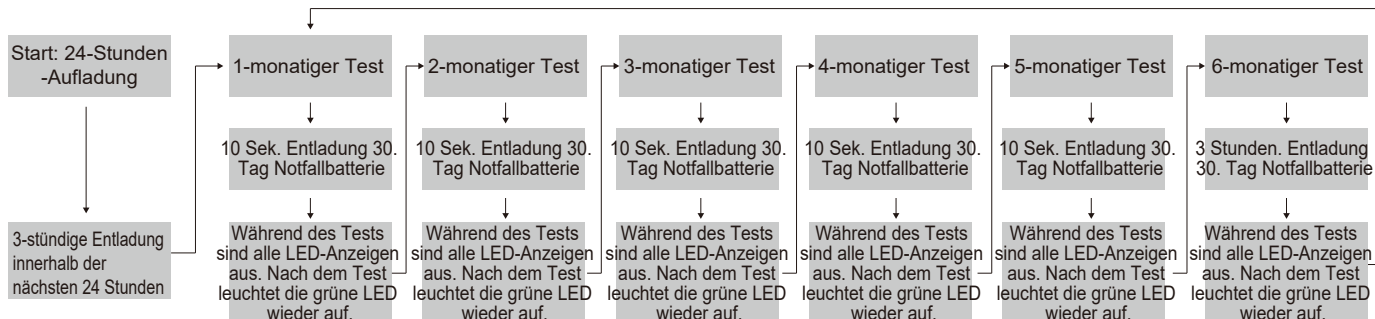 Start: 24-Stunden
-Aufladung
3-stündige Entladung
innerhalb der
nächsten 24 Stunden
1-monatiger Test
10 Sek. Entladung 30.
Tag Notfallbatterie
Während des Tests
sind alle LED-Anzeigen
aus. Nach dem Test
leuchtet die grüne LED
wieder auf.
2-monatiger Test
10 Sek. Entladung 30.
Tag Notfallbatterie
Während des Tests
sind alle LED-Anzeigen
aus. Nach dem Test
leuchtet die grüne LED
wieder auf.
3-monatiger Test
10 Sek. Entladung 30.
Tag Notfallbatterie
Während des Tests
sind alle LED-Anzeigen
aus. Nach dem Test
leuchtet die grüne LED
wieder auf.
4-monatiger Test
10 Sek. Entladung 30.
Tag Notfallbatterie
Während des Tests
sind alle LED-Anzeigen
aus. Nach dem Test
leuchtet die grüne LED
wieder auf.
5-monatiger Test
10 Sek. Entladung 30.
Tag Notfallbatterie
Während des Tests
sind alle LED-Anzeigen
aus. Nach dem Test
leuchtet die grüne LED
wieder auf.
6-monatiger Test
3 Stunden. Entladung
30. Tag Notfallbatterie
Während des Tests
sind alle LED-Anzeigen
aus. Nach dem Test
leuchtet die grüne LED
wieder auf.